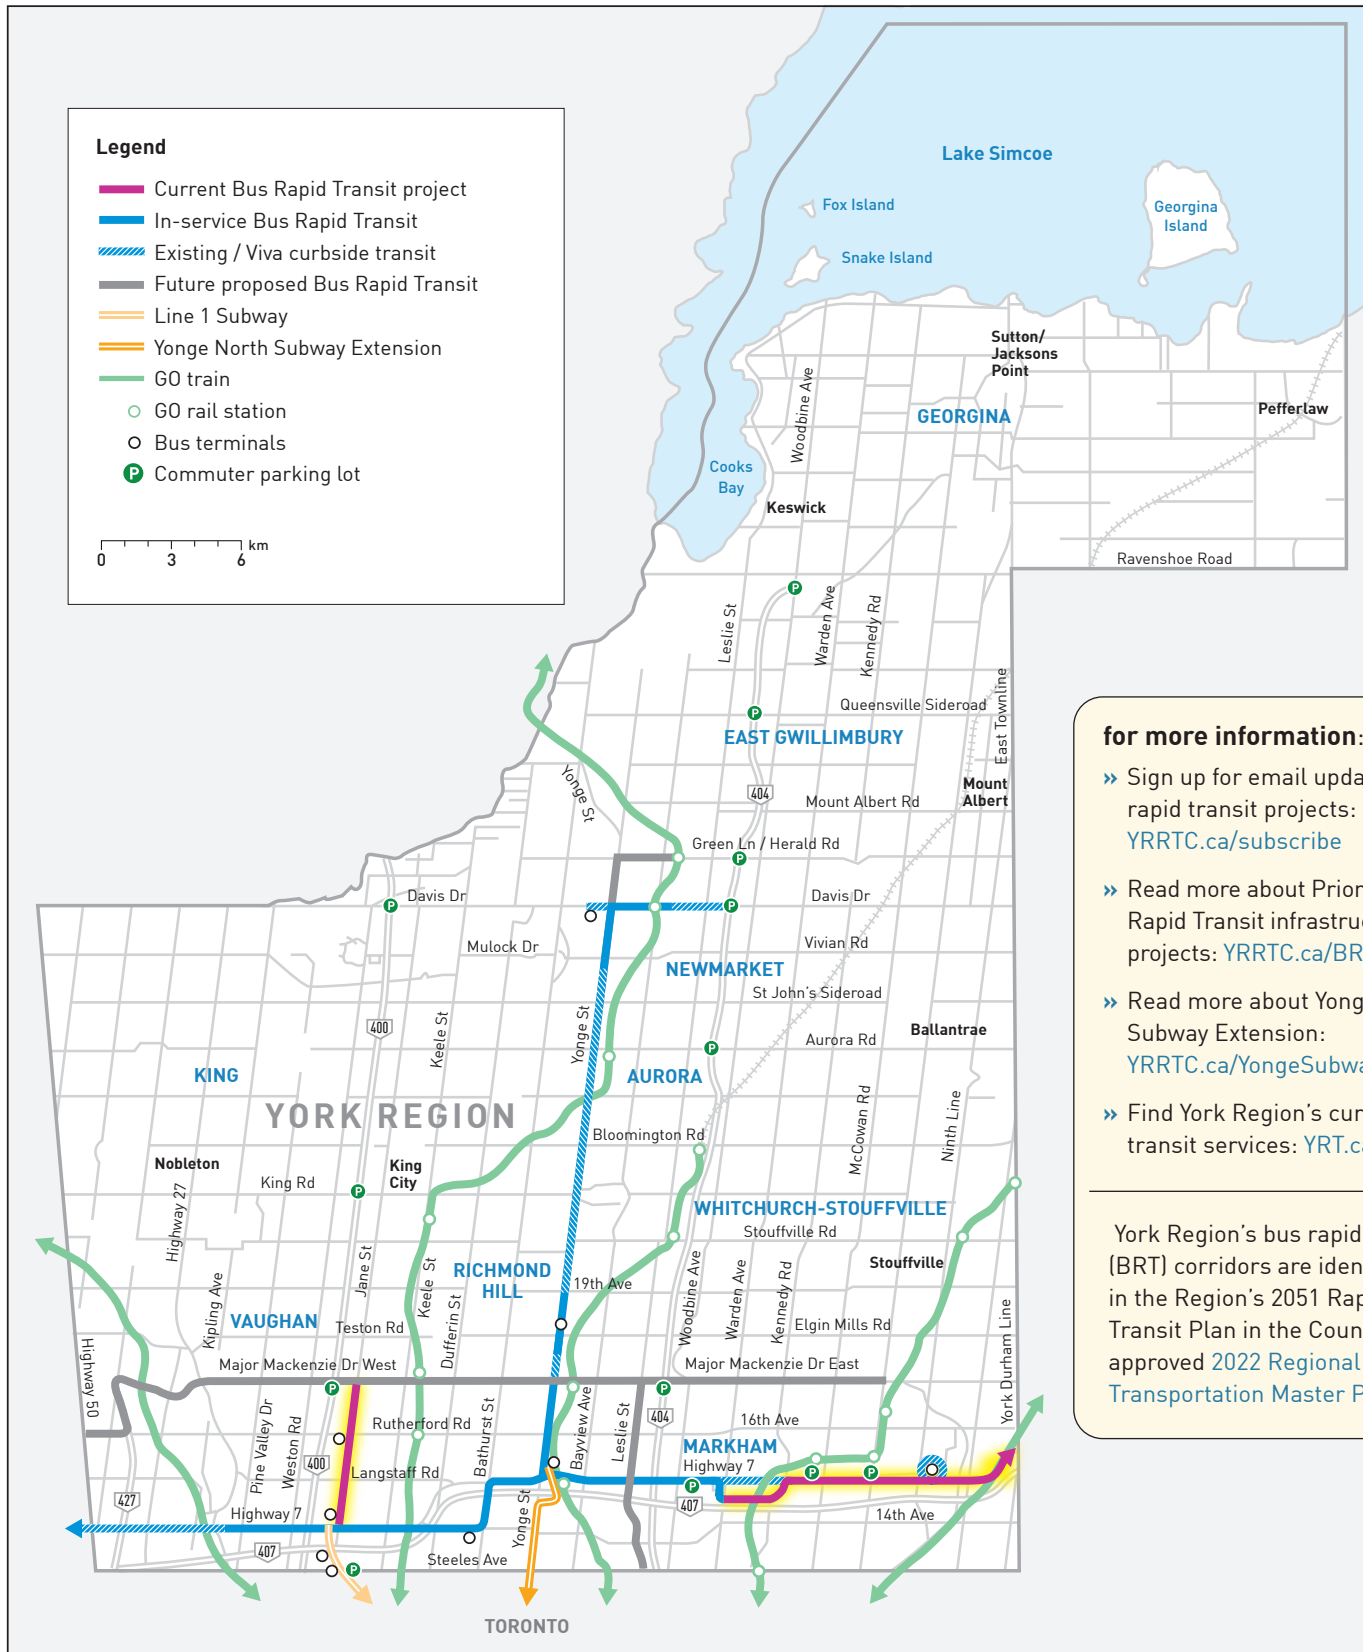 Legend
Current Bus Rapid Transit project
In-service Bus Rapid Transit
Existing / Viva curbside transit
Future proposed Bus Rapid Transit
Line 1 Subway
Yonge North Subway Extension
GO train
GO rail station
Bus terminals
P Commuter parking lot
0 3 6 km
Lake Simcoe
Fox Island
Georgina
Island
Snake Island
Sutton/
Jacksons
Point
Woodbine Ave
GEORGINA
Pefferlaw
Cooks
Bay
Keswick
Ravenshoe Road
P
Leslie St
Warden Ave
Kennedy Rd
Queensville Sideroad
East Townline
P
EAST GWILLIMBURY
Yonge St
404
Mount Albert Rd
Mount
Albert
Green Ln / Herald Rd
P
P
Davis Dr
P
Davis Dr
Mulock Dr
Vivian Rd
NEWMARKET
St John's Sideroad
400
Keele St
Yonge St
Aurora Rd
Ballantrae
P
KING
AURORA
YORK REGION
Bloomington Rd
McCowan Rd
Ninth Line
Nobleton
King
City
King Rd
P
Highway 27
WHITCHURCH-STOUFFVILLE
Stouffville Rd
Stouffville
RICHMOND
HILL
19th Ave
Jane St
Keele St
Dufferin St
Kipling Ave
VAUGHAN
Teston Rd
Woodbine Ave
Warden Ave
Kennedy Rd
Elgin Mills Rd
York Durham Line
Highway 50
Major Mackenzie Dr West
Major Mackenzie Dr East
P
P
Pine Valley Dr
Weston Rd
Rutherford Rd
Bathurst St
Bayview Ave
Leslie St
404
16th Ave
400
Langstaff Rd
MARKHAM
Highway 7
P
P
P
427
Highway 7
Yonge St
407
14th Ave
407
Steeles Ave
P
TORONTO
for more information:
» Sign up for email upda
rapid transit projects:
YRRTC.ca/subscribe
» Read more about Prior
Rapid Transit infrastruc
projects: YRRTC.ca/BR
» Read more about Yong
Subway Extension:
YRRTC.ca/YongeSubwa
» Find York Region's cur
transit services: YRT.ca
York Region's bus rapid
(BRT) corridors are iden
in the Region's 2051 Rap
Transit Plan in the Coun
approved 2022 Regional
Transportation Master P